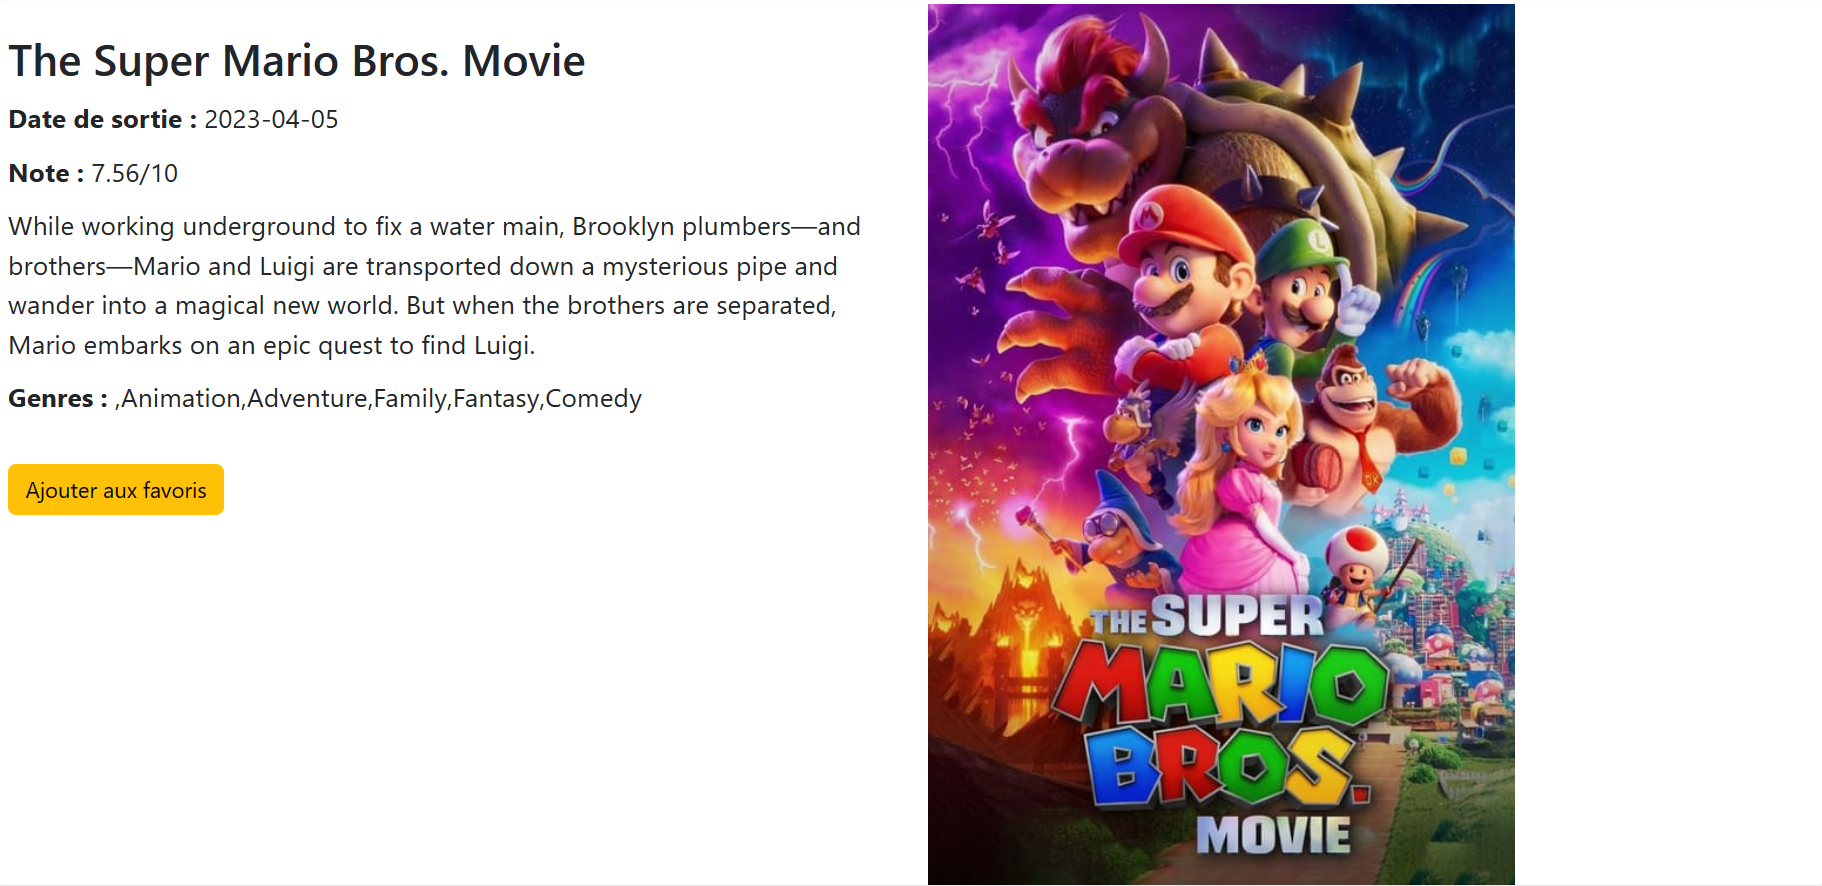 The Super Mario Bros. Movie
Date de sortie : 2023-04-05
Note : 7.56/10
While working underground to fix a water main, Brooklyn plumbers—and
brothers—Mario and Luigi are transported down a mysterious pipe and
wander into a magical new world. But when the brothers are separated,
Mario embarks on an epic quest to find Luigi.
Genres : ,Animation,Adventure,Family,Fantasy,Comedy
Ajouter aux favoris
M
L
DK
THE SUPER
MARIO
BROS.
MOVIE